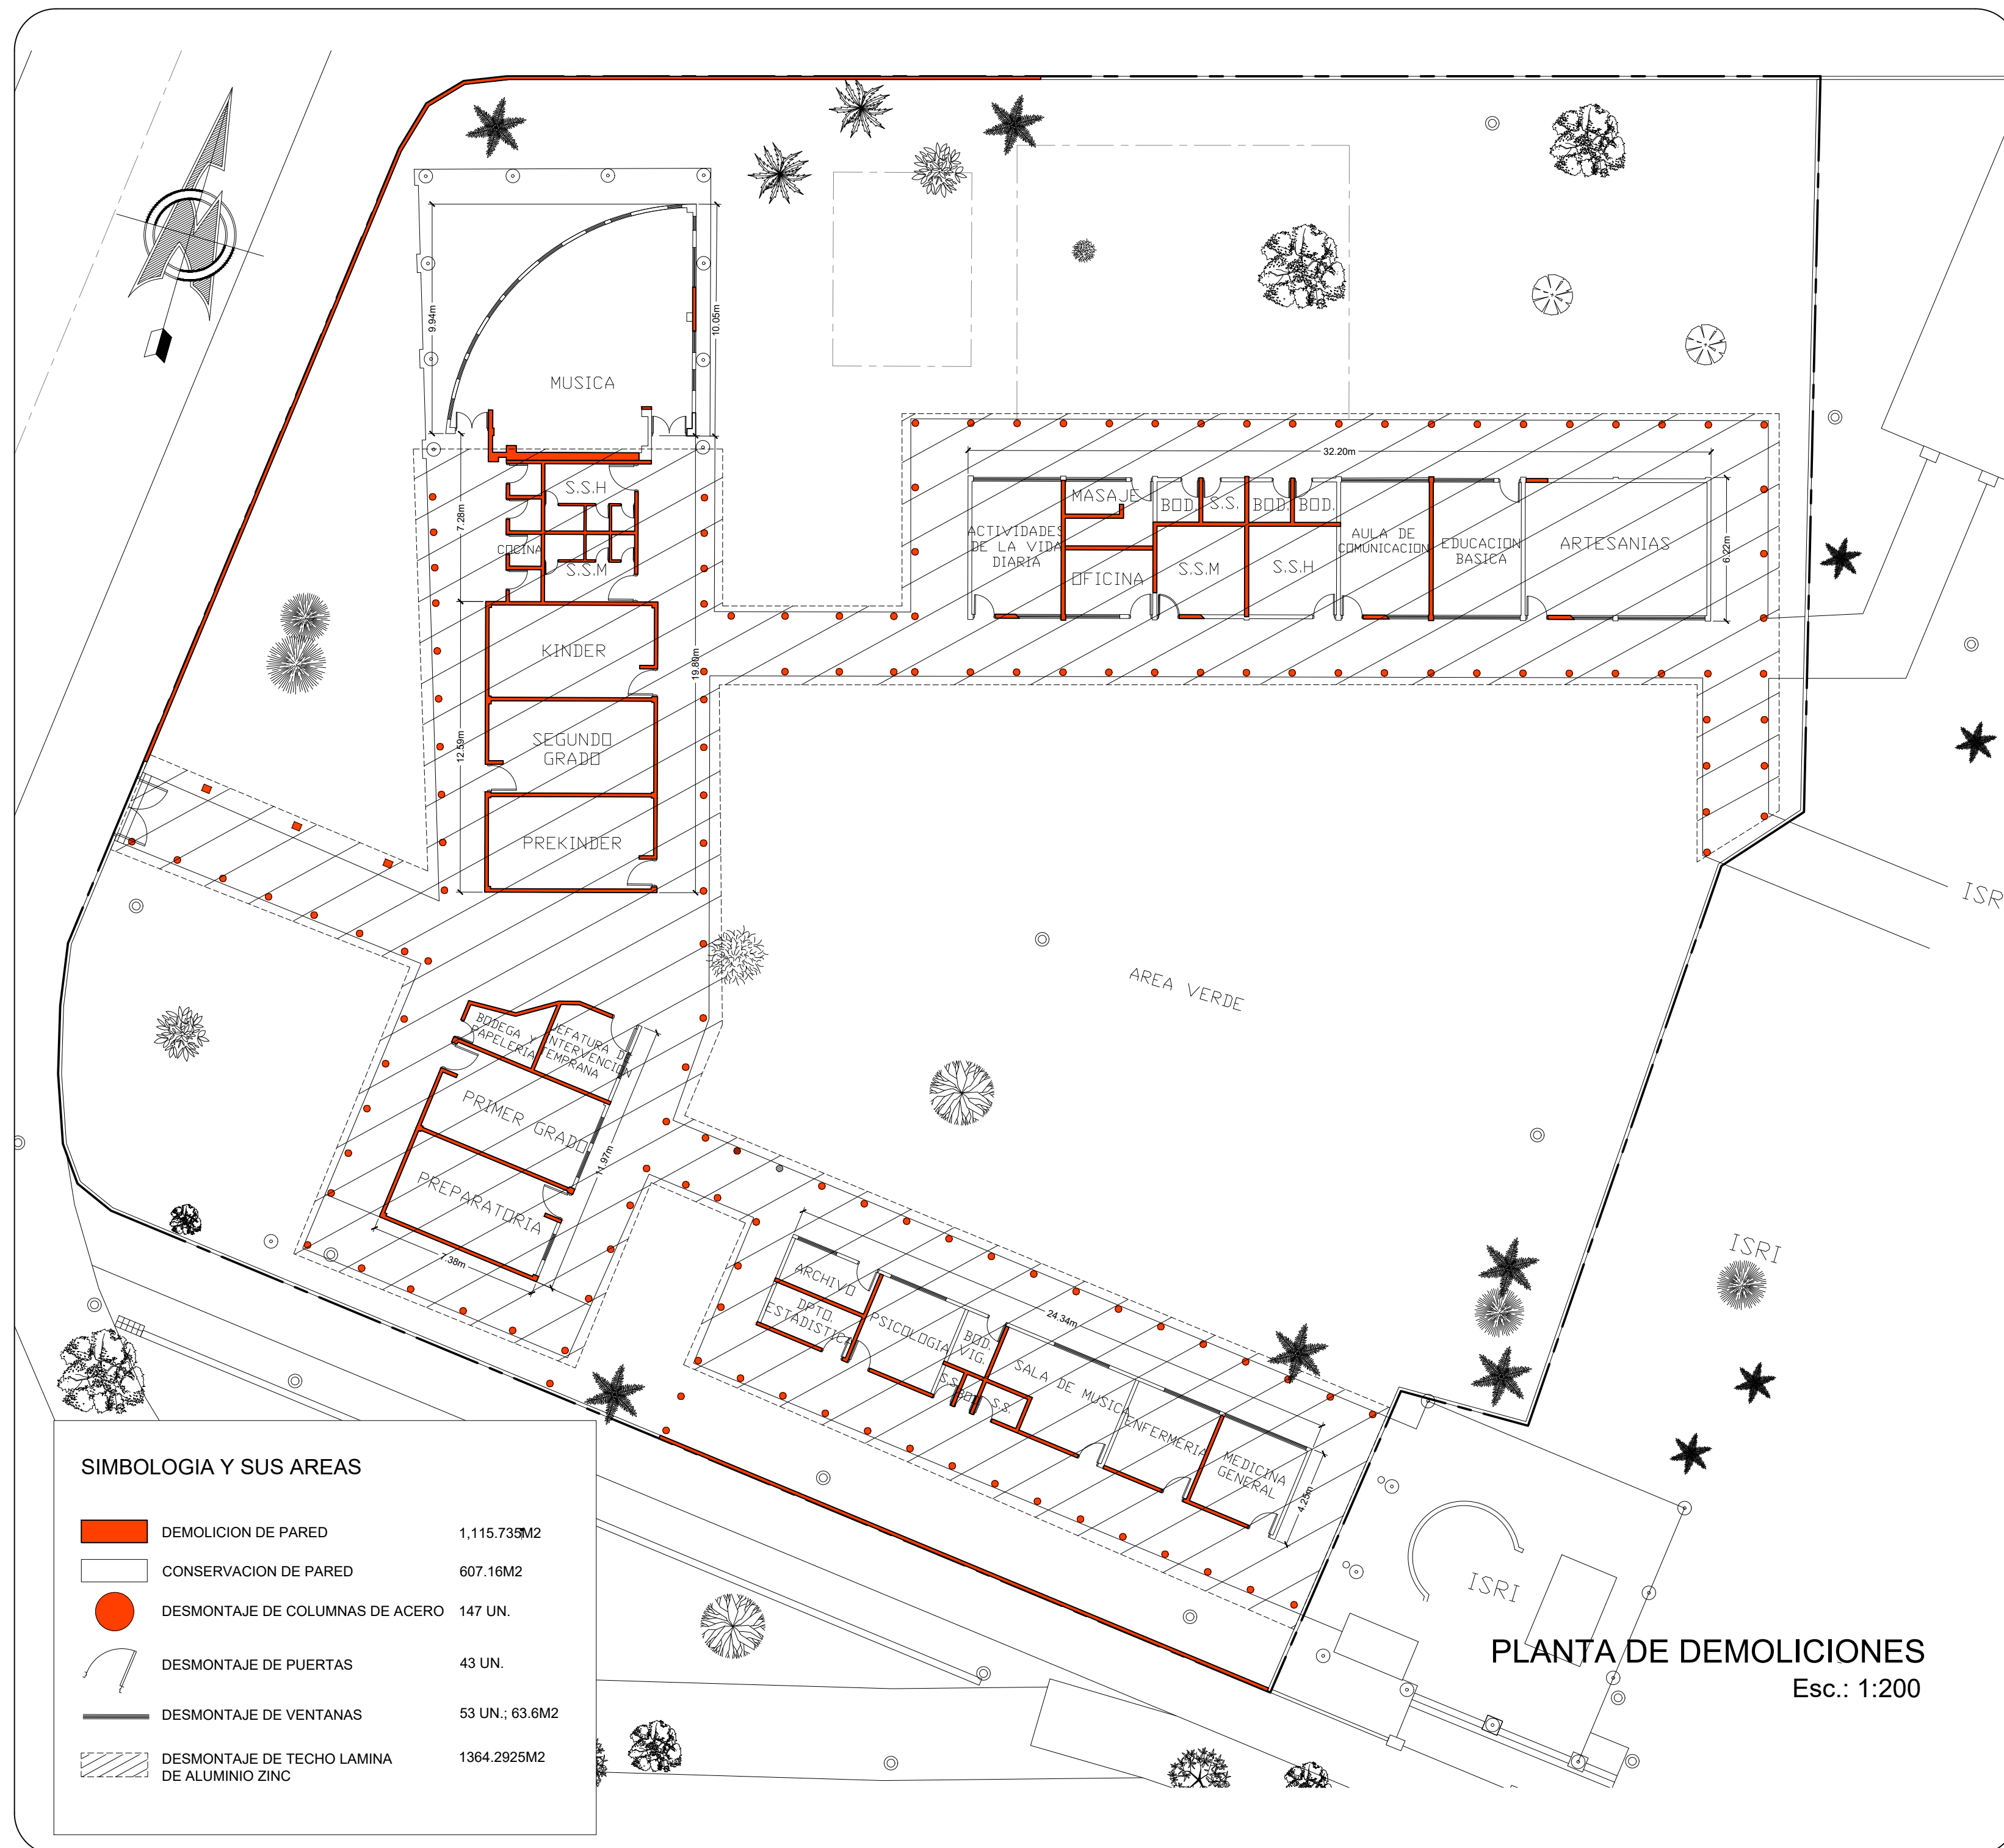 MUSICA
9.94m
10.05m
7.28m
S.S.H
COCINA
S.S.M
KINDER
19.80m
SEGUNDO
GRADO
12.59m
PREKINDER
32.20m
MASAJE
BOD.
S.S.
BOD.
BOD.
ACTIVIDADES
DE LA VIDA
DIARIA
OFICINA
S.S.M
S.S.H
AULA DE
COMUNICACION
EDUCACION
BASICA
ARTESANIAS
6.22m
ISR
AREA VERDE
BODEGA Y
PAPELERIA
JEFATURA DE
INTERVENCION
TEMPRANA
PRIMER GRADO
11.97m
PREPARATORIA
7.38m
ARCHIVO
DPTO.
ESTADISTICA
PSICOLOGIA
BOD.
VIG.
24.34m
S.S.
S.S.
SALA DE MUSICA
ENFERMERIA
MEDICINA
GENERAL
4.25m
ISRI
ISRI
SIMBOLOGIA Y SUS AREAS
DEMOLICION DE PARED 1,115.735M2
CONSERVACION DE PARED 607.16M2
DESMONTAJE DE COLUMNAS DE ACERO 147 UN.
DESMONTAJE DE PUERTAS 43 UN.
DESMONTAJE DE VENTANAS 53 UN.; 63.6M2
DESMONTAJE DE TECHO LAMINA 1364.2925M2
DE ALUMINIO ZINC
PLANTA DE DEMOLICIONES
Esc.: 1:200